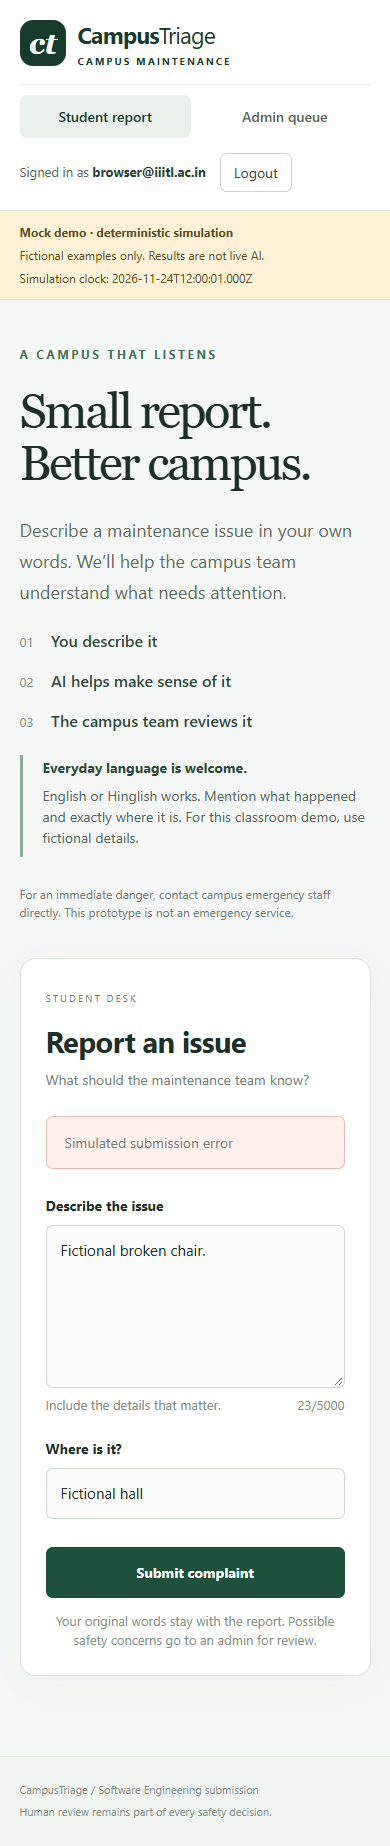 ct
CampusTriage
CAMPUS MAINTENANCE
Student report
Admin queue
Signed in as browser@iiitl.ac.in
Logout
Mock demo · deterministic simulation
Fictional examples only. Results are not live AI.
Simulation clock: 2026-11-24T12:00:01.000Z
A CAMPUS THAT LISTENS
Small report.
Better campus.
Describe a maintenance issue in your own
words. We’ll help the campus team
understand what needs attention.
01 You describe it
02 AI helps make sense of it
03 The campus team reviews it
Everyday language is welcome.
English or Hinglish works. Mention what happened
and exactly where it is. For this classroom demo, use
fictional details.
For an immediate danger, contact campus emergency staff
directly. This prototype is not an emergency service.
STUDENT DESK
Report an issue
What should the maintenance team know?
Simulated submission error
Describe the issue
Fictional broken chair.
Include the details that matter.
23/5000
Where is it?
Fictional hall
Submit complaint
Your original words stay with the report. Possible
safety concerns go to an admin for review.
CampusTriage / Software Engineering submission
Human review remains part of every safety decision.